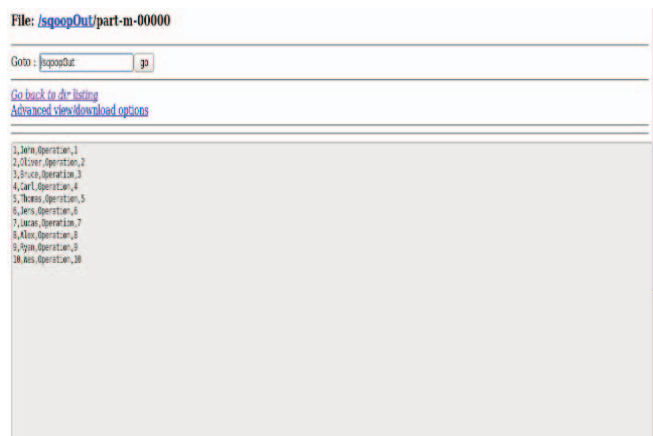 File: /sqoopOut/part-m-00000
Goto : /sqoopOut go
Go back to dir listing
Advanced view/download options
1,John,Operation,1
2,Oliver,Operation,2
3,Bruce,Operation,3
4,Carl,Operation,4
5,Thomas,Operation,5
6,Jens,Operation,6
7,Lucas,Operation,7
8,Alex,Operation,8
9,Ryan,Operation,9
10,Wes,Operation,10